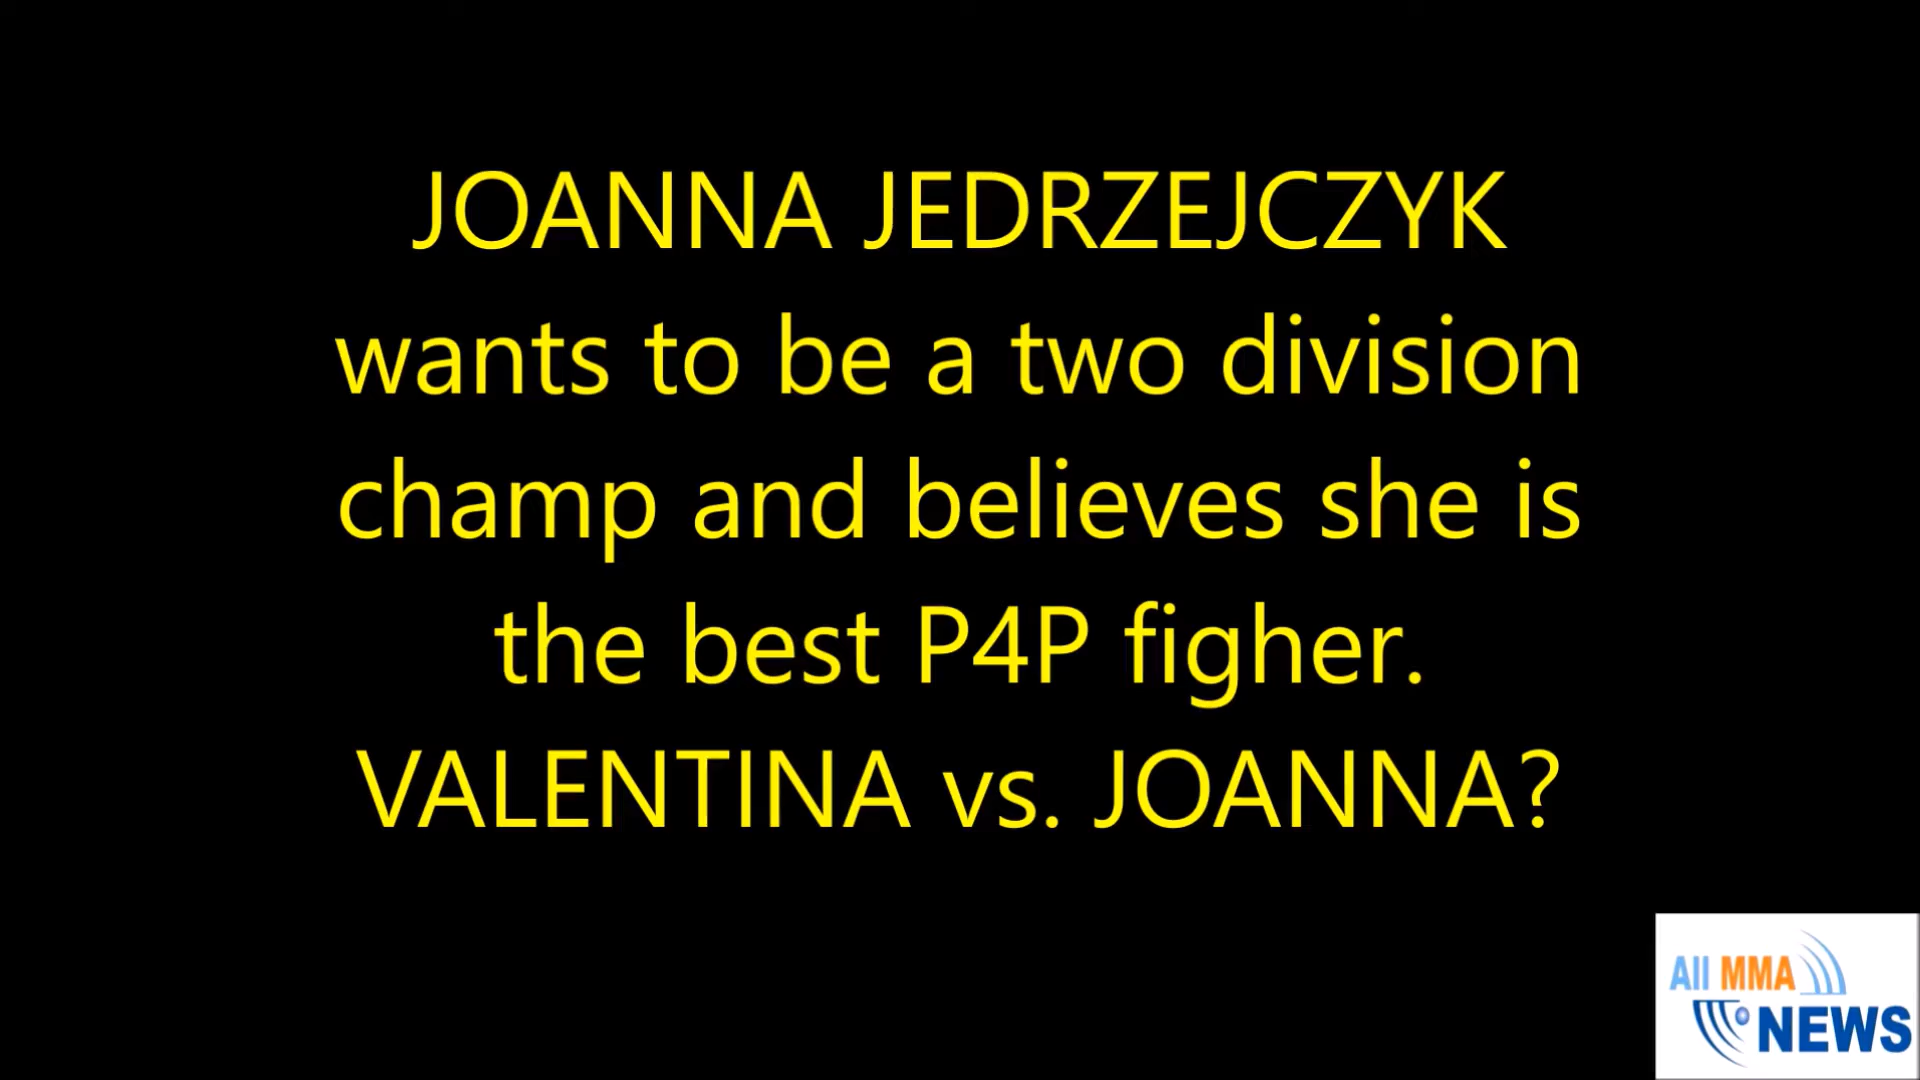 JOANNA JEDRZEJCZYK
wants to be a two division
champ and believes she is
the best P4P figher.
VALENTINA vs. JOANNA?
All MMA
NEWS